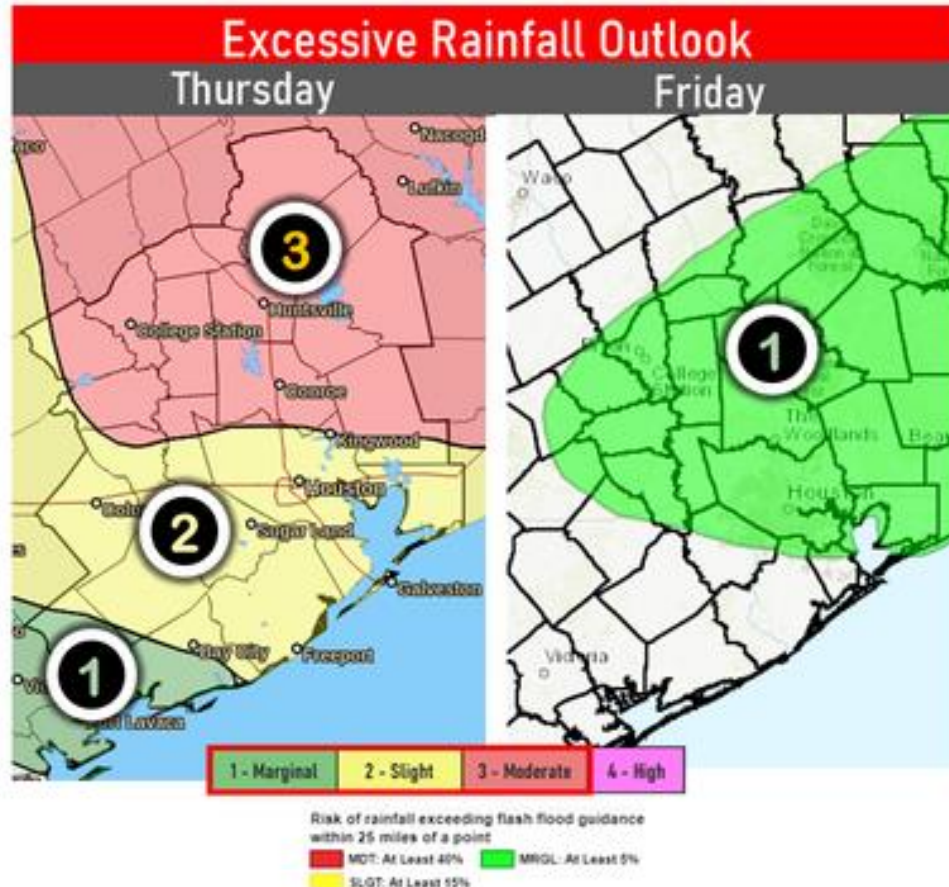 Excessive Rainfall Outlook
Thursday
Friday
Nacogd
Lufkin
3
Huntsville
College Station
Conroe
Kingwood
Houston
2
Sugar Land
Galveston
Bay City
Freeport
1
Lavaca
Waco
1
College
Station
The
Woodlands
Bea
Houston
Victoria
1 - Marginal
2 - Slight
3 - Moderate
4 - High
Risk of rainfall exceeding flash flood guidance
within 25 miles of a point
MDT: At Least 40%
MRGL: At Least 5%
SLGT: At Least 15%